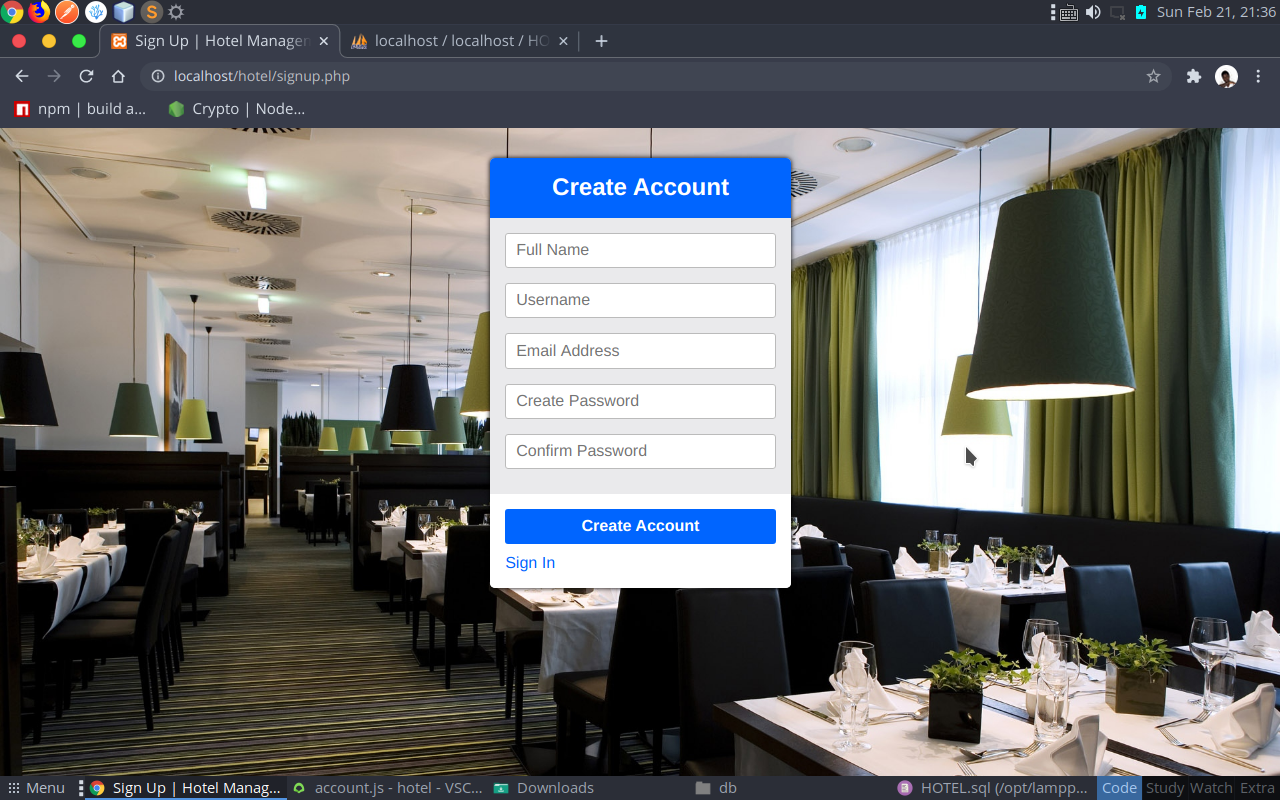 Sun Feb 21, 21:36
Sign Up | Hotel Managem
localhost / localhost / HO
localhost/hotel/signup.php
npm | build a...
Crypto | Node...
Create Account
Full Name
Username
Email Address
Create Password
Confirm Password
Create Account
Sign In
Menu
Sign Up | Hotel Manag...
account.js - hotel - VSC...
Downloads
db
HOTEL.sql (/opt/lampp...
Code
Study
Watch
Extra